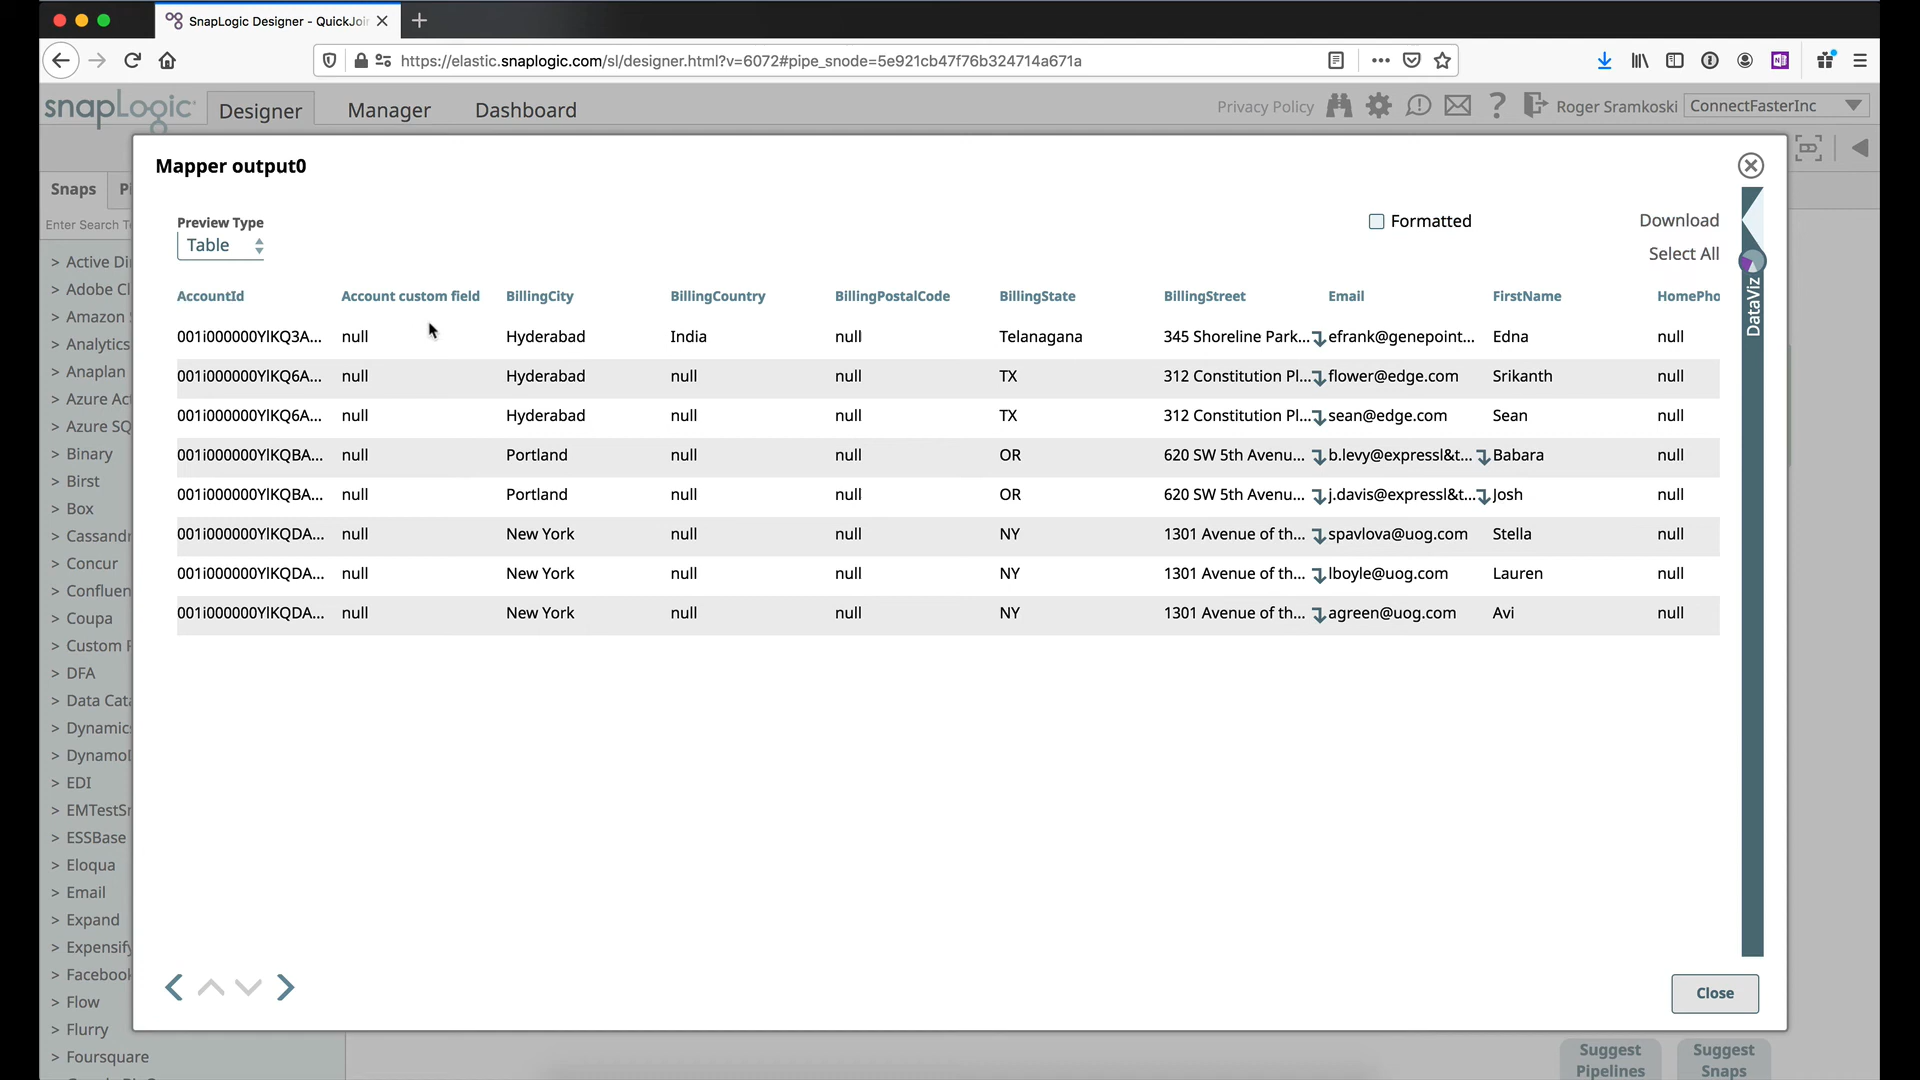 SnapLogic Designer - QuickJoi
https://elastic.snaplogic.com/sl/designer.html?v=6072#pipe_snode=5e921cb47f76b324714a671a
snapLogic
Designer
Manager
Dashboard
Privacy Policy
Roger Sramkoski
ConnectFasterInc
Mapper output0
Snaps
Enter Search Te
Preview Type
Table
Formatted
Download
Select All
DataViz
AccountId Account custom field BillingCity BillingCountry BillingPostalCode BillingState BillingStreet Email FirstName HomePho
001i000000YlKQ3A... null Hyderabad India null Telanagana 345 Shoreline Park... efrank@genepoint... Edna null
001i000000YlKQ6A... null Hyderabad null null TX 312 Constitution Pl... flower@edge.com Srikanth null
001i000000YlKQ6A... null Hyderabad null null TX 312 Constitution Pl... sean@edge.com Sean null
001i000000YlKQBA... null Portland null null OR 620 SW 5th Avenu... b.levy@expressl&t... Babara null
001i000000YlKQBA... null Portland null null OR 620 SW 5th Avenu... j.davis@expressl&t... Josh null
001i000000YlKQDA... null New York null null NY 1301 Avenue of th... spavlova@uog.com Stella null
001i000000YlKQDA... null New York null null NY 1301 Avenue of th... lboyle@uog.com Lauren null
001i000000YlKQDA... null New York null null NY 1301 Avenue of th... agreen@uog.com Avi null
> Active Di
> Adobe Cl
> Amazon
> Analytics
> Anaplan
> Azure Ac
> Azure SQ
> Binary
> Birst
> Box
> Cassandr
> Concur
> Confluen
> Coupa
> Custom F
> DFA
> Data Cata
> Dynamics
> DynamoD
> EDI
> EMTestSn
> ESSBase
> Eloqua
> Email
> Expand
> Expensify
> Facebook
> Flow
> Flurry
> Foursquare
Close
Suggest
Pipelines
Suggest
Snaps